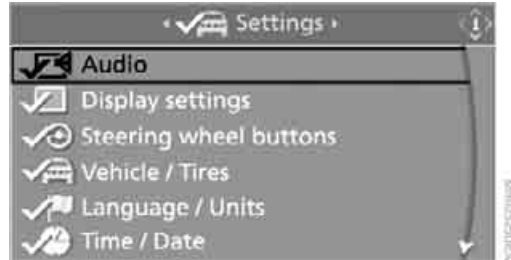 Settings
Audio
Display settings
Steering wheel buttons
Vehicle / Tires
Language / Units
Time / Date